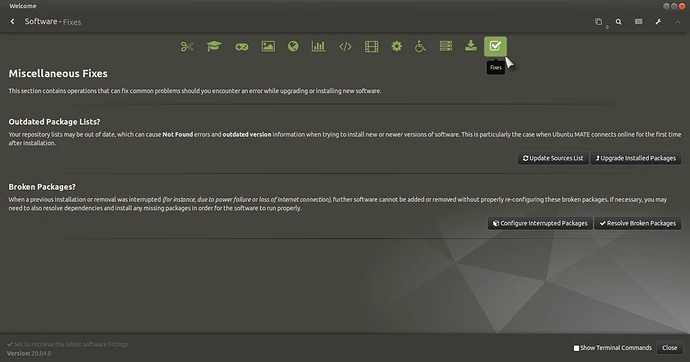 Welcome
Software - Fixes
0
Fixes
Miscellaneous Fixes
This section contains operations that can fix common problems should you encounter an error while upgrading or installing new software.
Outdated Package Lists?
Your repository lists may be out of date, which can cause Not Found errors and outdated version information when trying to install new or newer versions of software. This is particularly the case when Ubuntu MATE connects online for the first time
after installation.
Update Sources List
Upgrade Installed Packages
Broken Packages?
When a previous installation or removal was interrupted (for instance, due to power failure or loss of Internet connection), further software cannot be added or removed without properly re-configuring these broken packages. If necessary, you may
need to also resolve dependencies and install any missing packages in order for the software to run properly.
Configure Interrupted Packages
Resolve Broken Packages
Set to retrieve the latest software listings.
Version: 20.04.0
Show Terminal Commands
Close